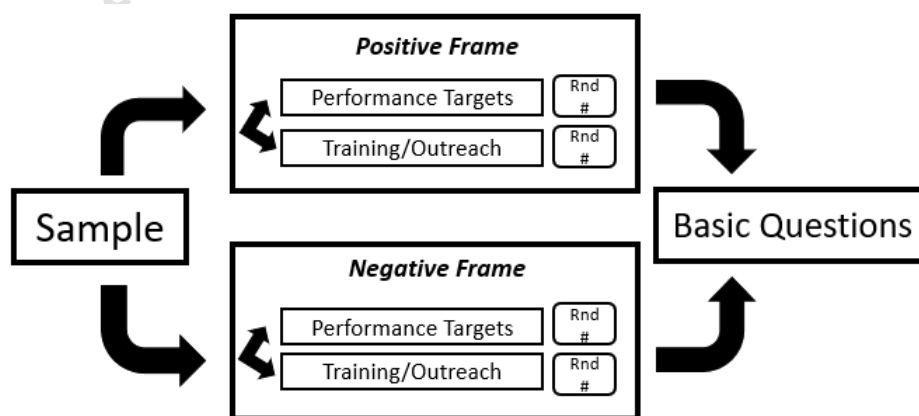 Positive Frame
Performance Targets
Rnd
#
Training/Outreach
Rnd
#
Sample
Basic Questions
Negative Frame
Performance Targets
Rnd
#
Training/Outreach
Rnd
#